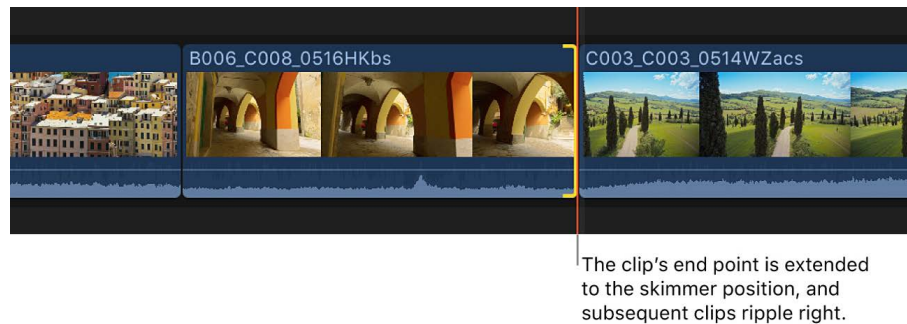 B006_C008_0516HKbs
C003_C003_0514WZacs
The clip’s end point is extended
to the skimmer position, and
subsequent clips ripple right.